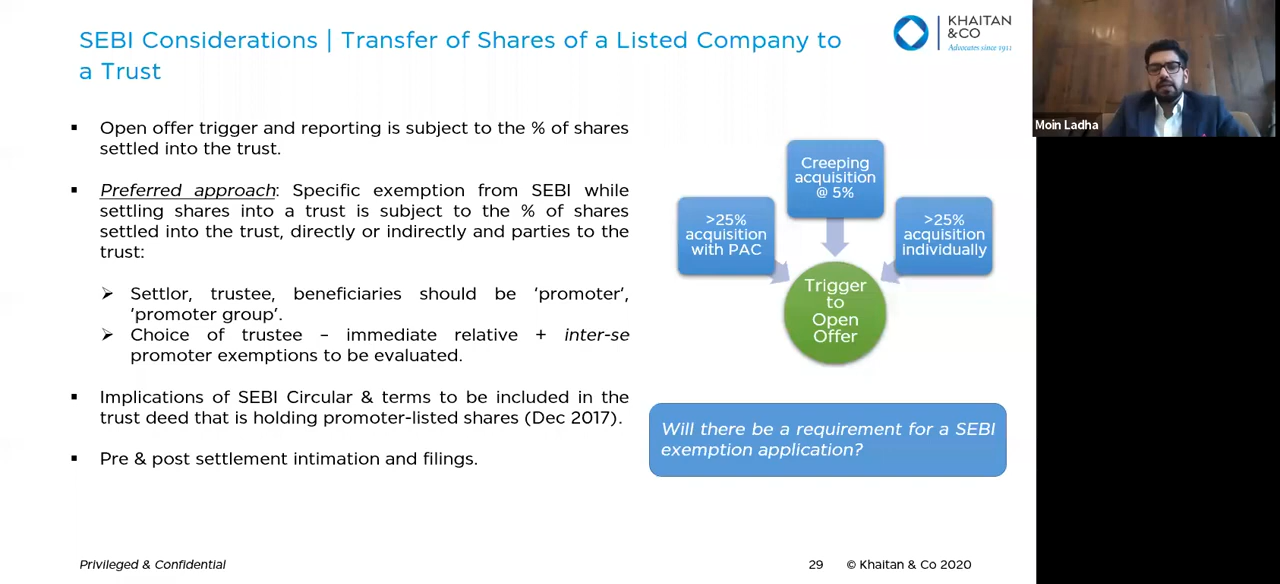 SEBI Considerations | Transfer of Shares of a Listed Company to
a Trust
KHAITAN
&CO
Advocates since 1911
Moin Ladha
▪ Open offer trigger and reporting is subject to the % of shares
settled into the trust.
▪ Preferred approach: Specific exemption from SEBI while
settling shares into a trust is subject to the % of shares
settled into the trust, directly or indirectly and parties to the
trust:
➢ Settlor, trustee, beneficiaries should be ‘promoter’,
‘promoter group’.
➢ Choice of trustee – immediate relative + inter-se
promoter exemptions to be evaluated.
▪ Implications of SEBI Circular & terms to be included in the
trust deed that is holding promoter-listed shares (Dec 2017).
▪ Pre & post settlement intimation and filings.
>25%
acquisition
with PAC
Creeping
acquisition
@ 5%
>25%
acquisition
individually
Trigger
to
Open
Offer
Will there be a requirement for a SEBI
exemption application?
Privileged & Confidential
29
© Khaitan & Co 2020